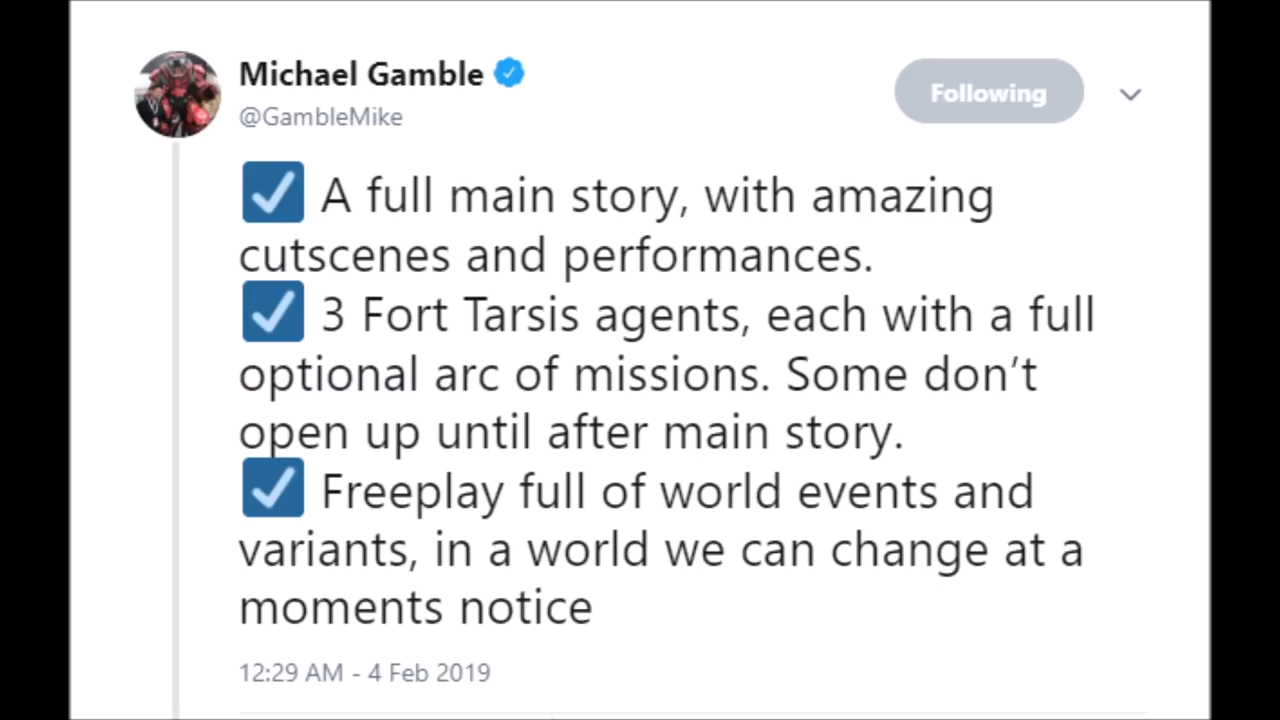 Michael Gamble
@GambleMike
Following
☑ A full main story, with amazing
cutscenes and performances.
☑ 3 Fort Tarsis agents, each with a full
optional arc of missions. Some don’t
open up until after main story.
☑ Freeplay full of world events and
variants, in a world we can change at a
moments notice
12:29 AM - 4 Feb 2019